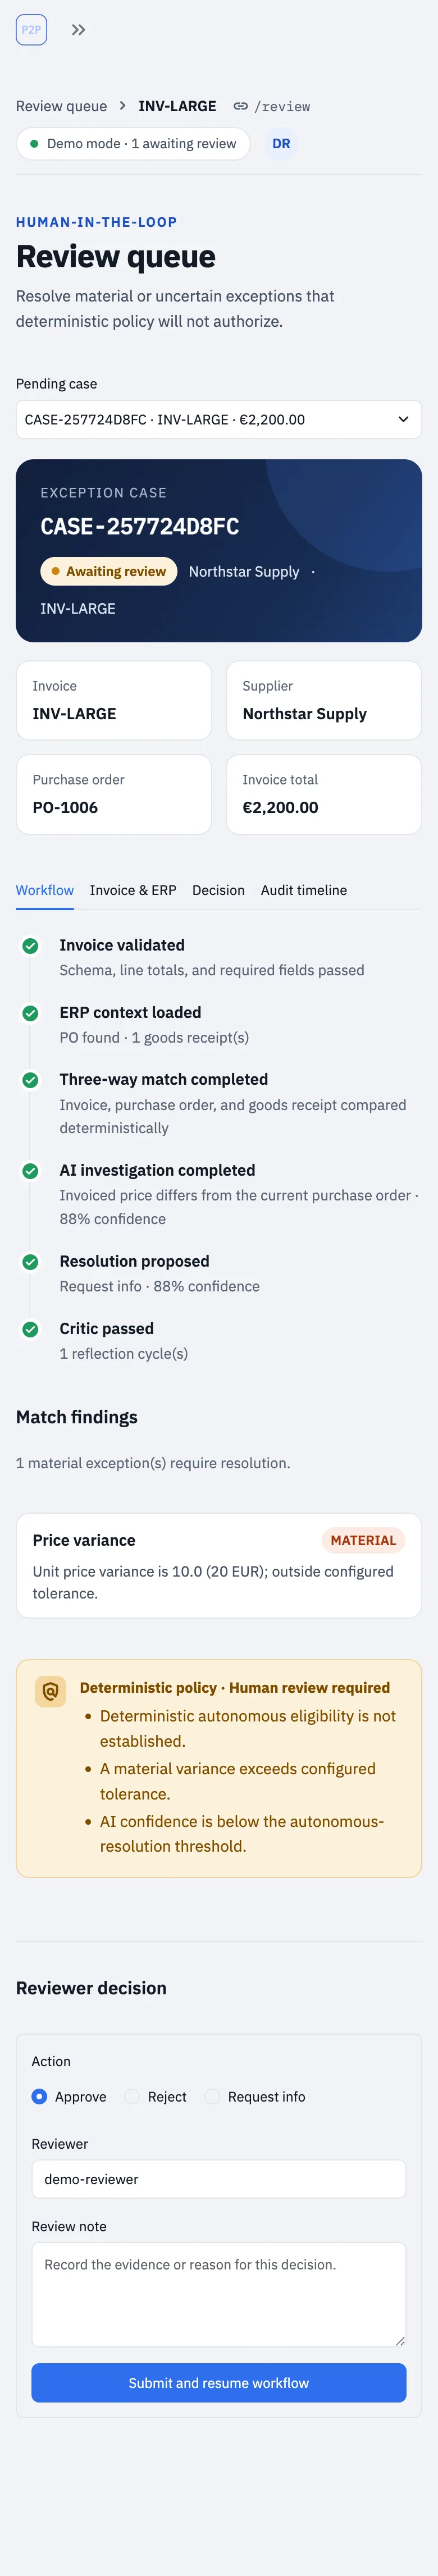 P2P
Review queue > INV-LARGE /review
Demo mode · 1 awaiting review DR
HUMAN-IN-THE-LOOP
Review queue
Resolve material or uncertain exceptions that
deterministic policy will not authorize.
Pending case
CASE-257724D8FC · INV-LARGE · €2,200.00
EXCEPTION CASE
CASE-257724D8FC
Awaiting review Northstar Supply ·
INV-LARGE
Invoice Supplier
INV-LARGE Northstar Supply
Purchase order Invoice total
PO-1006 €2,200.00
Workflow Invoice & ERP Decision Audit timeline
Invoice validated
Schema, line totals, and required fields passed
ERP context loaded
PO found · 1 goods receipt(s)
Three-way match completed
Invoice, purchase order, and goods receipt compared
deterministically
AI investigation completed
Invoiced price differs from the current purchase order ·
88% confidence
Resolution proposed
Request info · 88% confidence
Critic passed
1 reflection cycle(s)
Match findings
1 material exception(s) require resolution.
Price variance MATERIAL
Unit price variance is 10.0 (20 EUR); outside configured
tolerance.
Deterministic policy · Human review required
• Deterministic autonomous eligibility is not
established.
• A material variance exceeds configured
tolerance.
• AI confidence is below the autonomous-
resolution threshold.
Reviewer decision
Action
Approve Reject Request info
Reviewer
demo-reviewer
Review note
Record the evidence or reason for this decision.
Submit and resume workflow